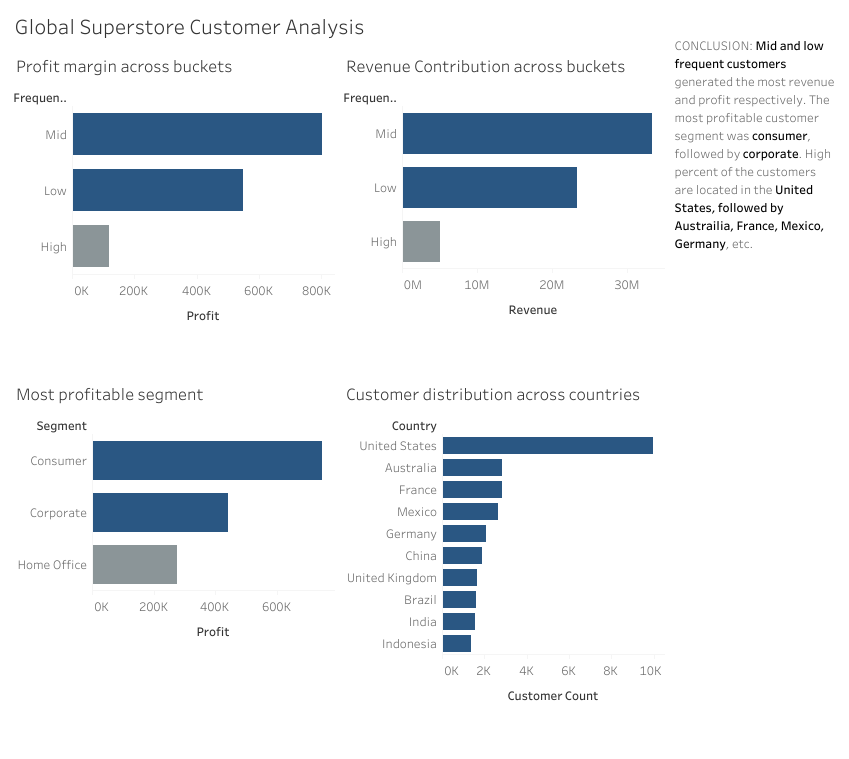 Global Superstore Customer Analysis
Profit margin across buckets
Frequen..
Mid
Low
High
0K 200K 400K 600K 800K
Profit
Revenue Contribution across buckets
Frequen..
Mid
Low
High
0M 10M 20M 30M
Revenue
CONCLUSION: Mid and low
frequent customers
generated the most revenue
and profit respectively. The
most profitable customer
segment was consumer,
followed by corporate. High
percent of the customers
are located in the United
States, followed by
Austrailia, France, Mexico,
Germany, etc.
Most profitable segment
Segment
Consumer
Corporate
Home Office
0K 200K 400K 600K
Profit
Customer distribution across countries
Country
United States
Australia
France
Mexico
Germany
China
United Kingdom
Brazil
India
Indonesia
0K 2K 4K 6K 8K 10K
Customer Count